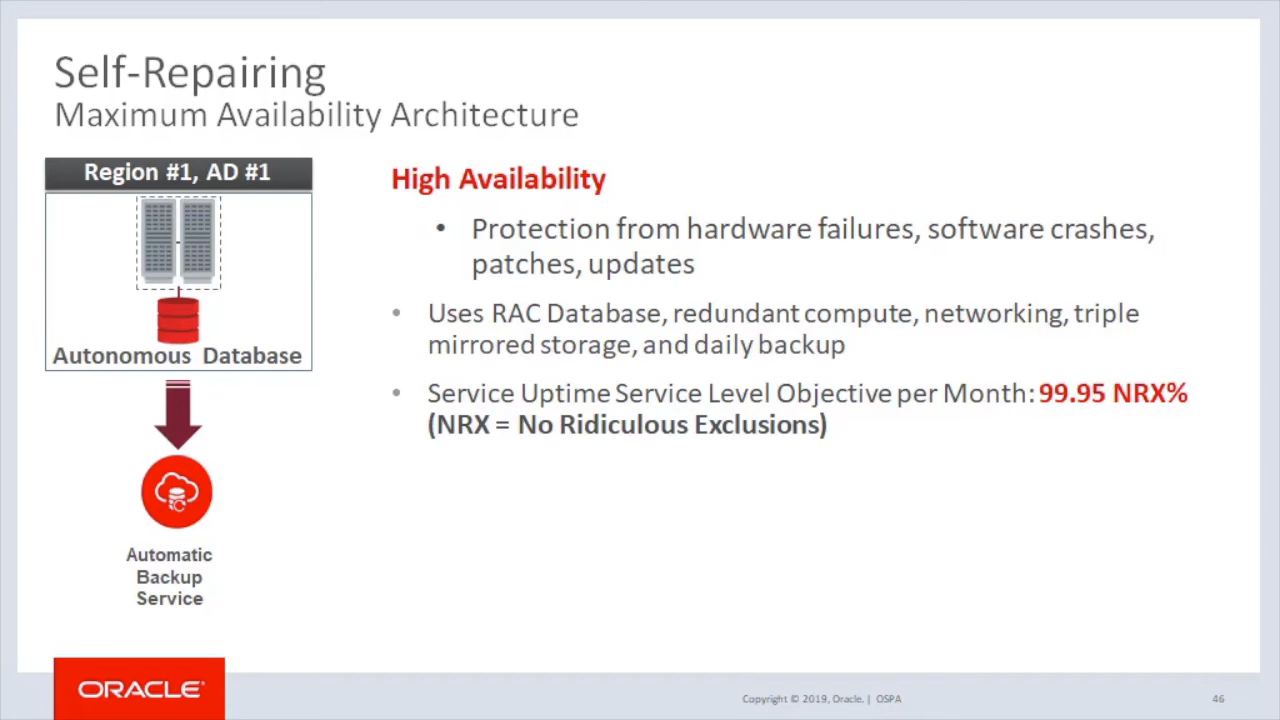 Self-Repairing
Maximum Availability Architecture
Region #1, AD #1
Autonomous Database
Automatic
Backup
Service
High Availability
• Protection from hardware failures, software crashes,
patches, updates
• Uses RAC Database, redundant compute, networking, triple
mirrored storage, and daily backup
• Service Uptime Service Level Objective per Month: 99.95 NRX%
(NRX = No Ridiculous Exclusions)
ORACLE®
Copyright © 2019, Oracle. | OSPA
46